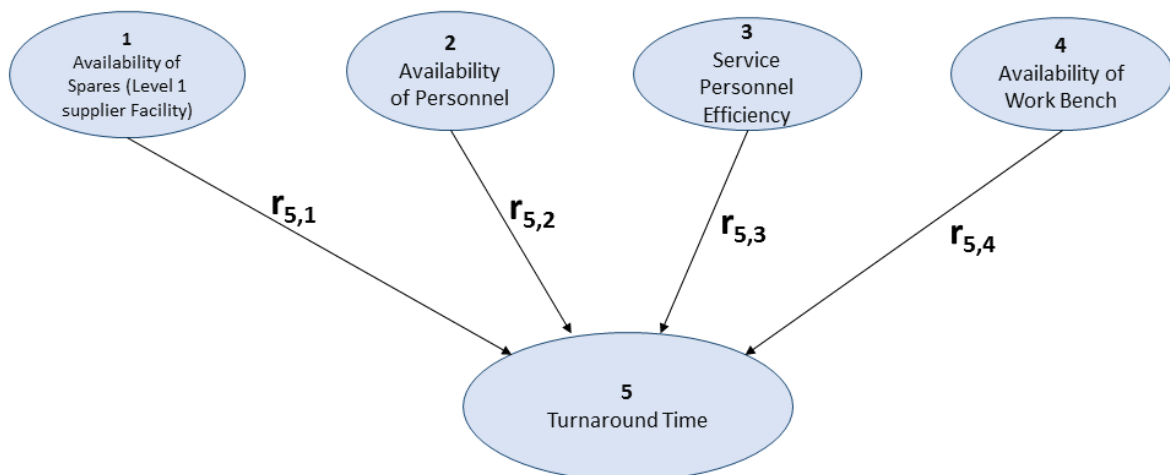 1
Availability of
Spares (Level 1
supplier Facility)
2
Availability
of Personnel
3
Service
Personnel
Efficiency
4
Availability of
Work Bench
r5,1
r5,2
r5,3
r5,4
5
Turnaround Time